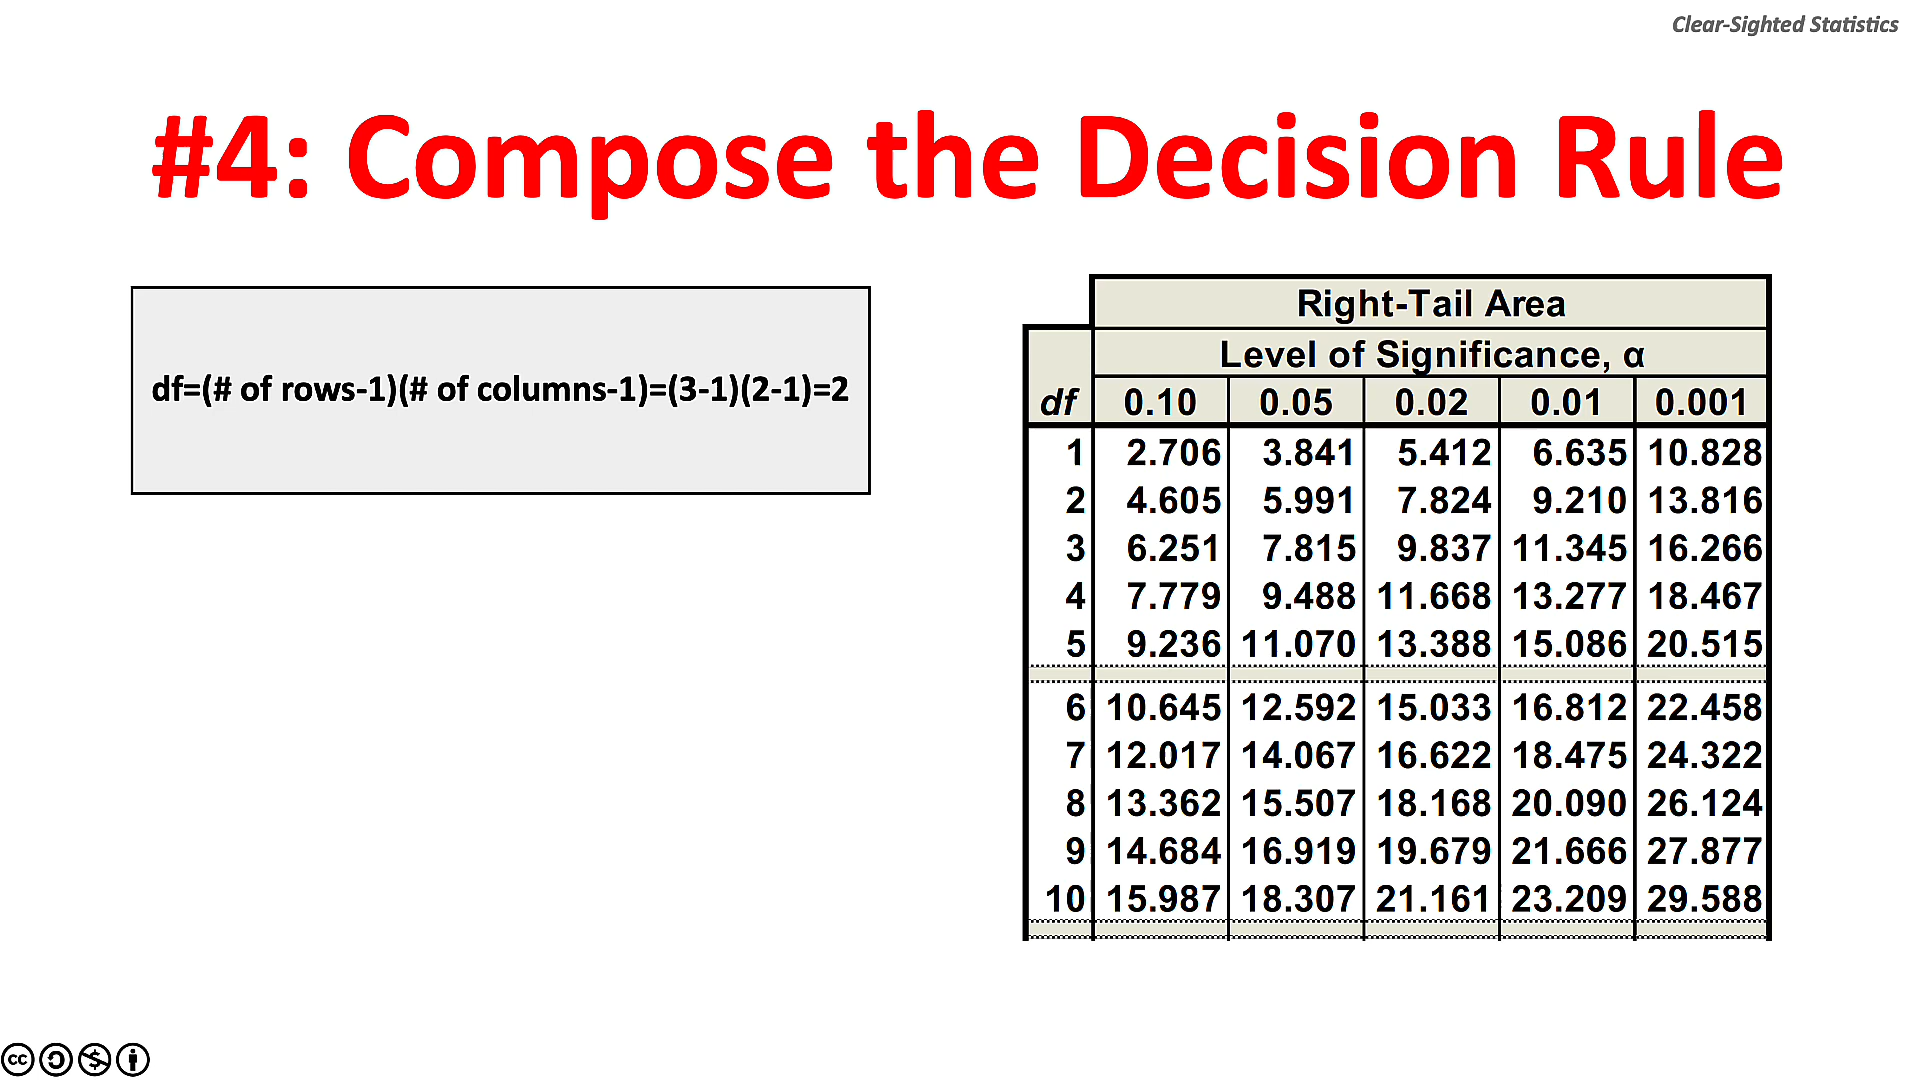 Clear-Sighted Statistics
#4: Compose the Decision Rule
df=(# of rows-1)(# of columns-1)=(3-1)(2-1)=2
Right-Tail Area
Level of Significance, α
df 0.10 0.05 0.02 0.01 0.001
1 2.706 3.841 5.412 6.635 10.828
2 4.605 5.991 7.824 9.210 13.816
3 6.251 7.815 9.837 11.345 16.266
4 7.779 9.488 11.668 13.277 18.467
5 9.236 11.070 13.388 15.086 20.515
6 10.645 12.592 15.033 16.812 22.458
7 12.017 14.067 16.622 18.475 24.322
8 13.362 15.507 18.168 20.090 26.124
9 14.684 16.919 19.679 21.666 27.877
10 15.987 18.307 21.161 23.209 29.588
cc